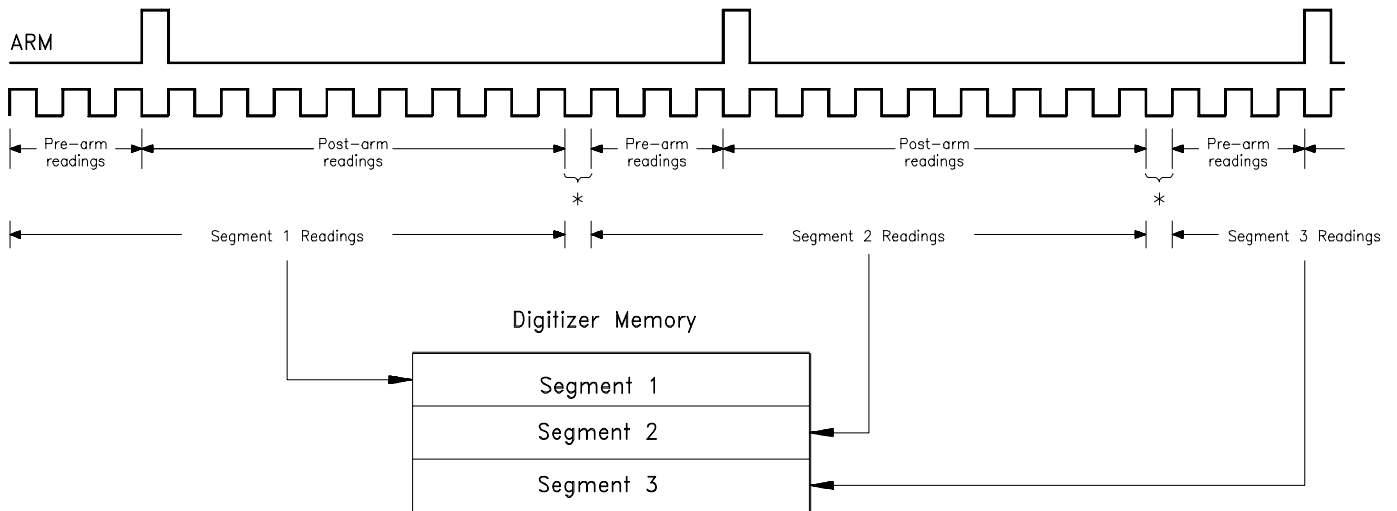 ARM
Pre-arm
readings
Post-arm
readings
Pre-arm
readings
Post-arm
readings
Pre-arm
readings
*
*
Segment 1 Readings
Segment 2 Readings
Segment 3 Readings
Digitizer Memory
Segment 1
Segment 2
Segment 3